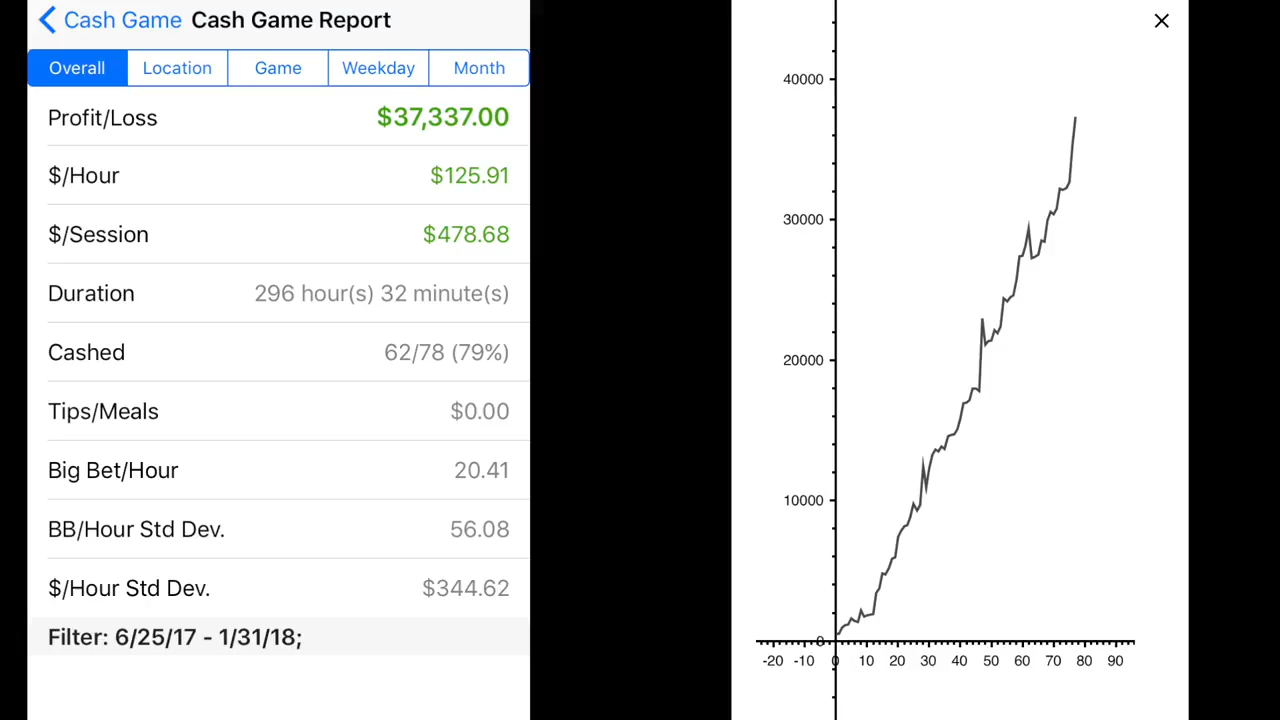 Cash Game Cash Game Report
Overall Location Game Weekday Month
Profit/Loss $37,337.00
$/Hour $125.91
$/Session $478.68
Duration 296 hour(s) 32 minute(s)
Cashed 62/78 (79%)
Tips/Meals $0.00
Big Bet/Hour 20.41
BB/Hour Std Dev. 56.08
$/Hour Std Dev. $344.62
Filter: 6/25/17 - 1/31/18;
40000
30000
20000
10000
0
-20 -10 0 10 20 30 40 50 60 70 80 90